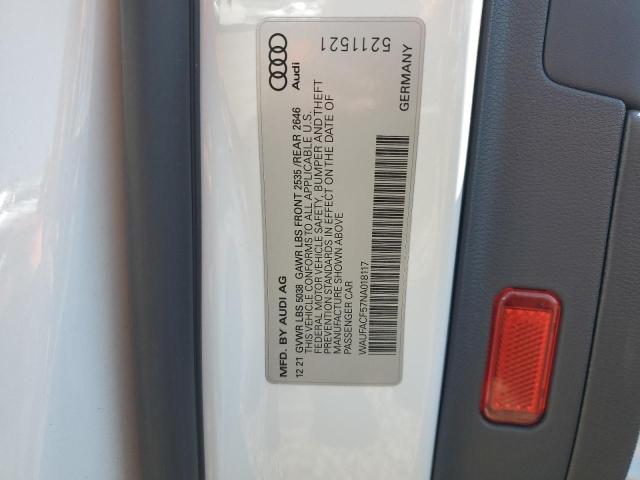 MFD. BY AUDI AG
12 21 GVWR LBS 5038 GAWR LBS FRONT 2535 /REAR 2646
THIS VEHICLE CONFORMS TO ALL APPLICABLE U.S.
FEDERAL MOTOR VEHICLE SAFETY, BUMPER AND THEFT
PREVENTION STANDARDS IN EFFECT ON THE DATE OF
MANUFACTURE SHOWN ABOVE
PASSENGER CAR
WAUFACF57NA018117
Audi
5211521
GERMANY